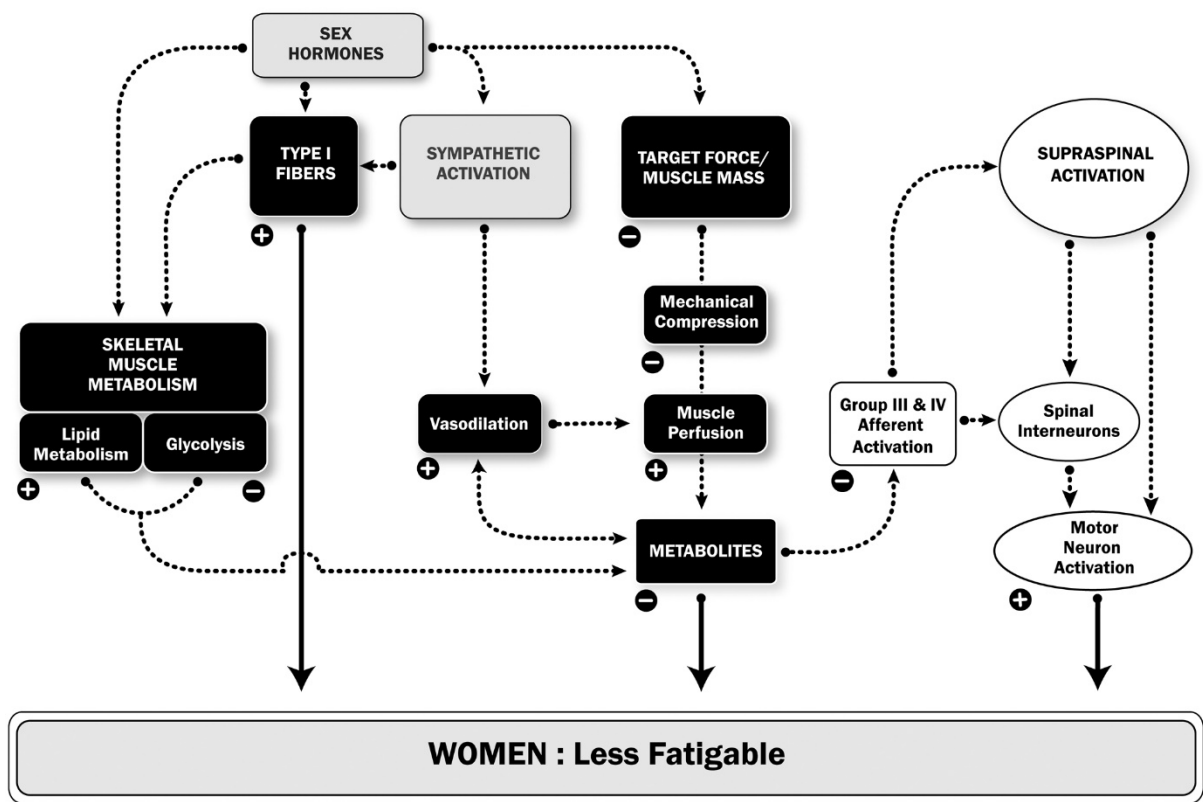 SEX
HORMONES
TYPE I
FIBERS
SYMPATHETIC
ACTIVATION
TARGET FORCE/
MUSCLE MASS
SUPRASPINAL
ACTIVATION
+
−
Mechanical
Compression
−
SKELETAL
MUSCLE
METABOLISM
Lipid
Metabolism
Glycolysis
+
−
Vasodilation
+
Muscle
Perfusion
+
Group III & IV
Afferent
Activation
−
Spinal
Interneurons
METABOLITES
−
Motor
Neuron
Activation
+
WOMEN : Less Fatigable